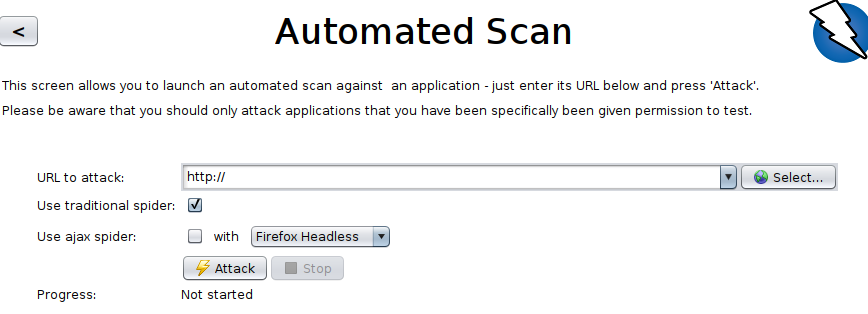 <
Automated Scan
This screen allows you to launch an automated scan against  an application - just enter its URL below and press 'Attack'.
Please be aware that you should only attack applications that you have been specifically been given permission to test.
URL to attack: http:// Select...
Use traditional spider:
Use ajax spider: with Firefox Headless
Attack Stop
Progress: Not started